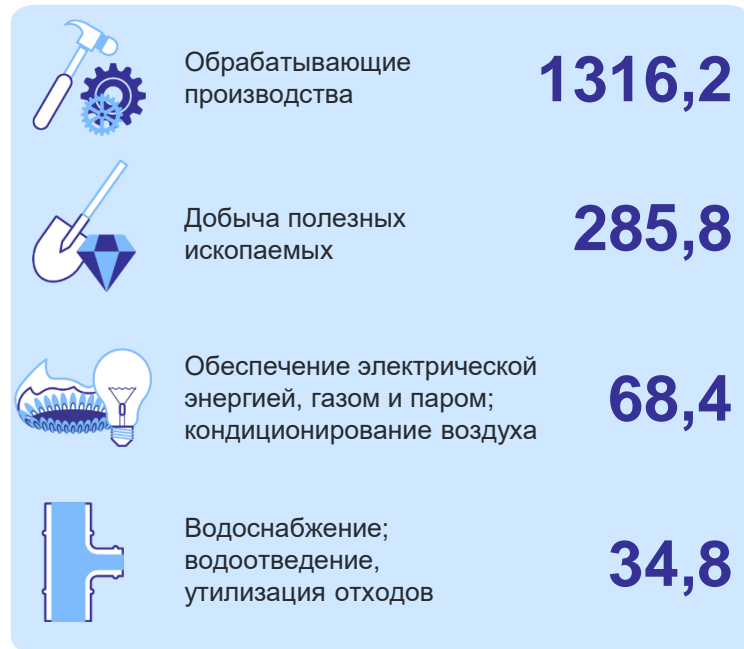 Обрабатывающие
производства
1316,2
Добыча полезных
ископаемых
285,8
Обеспечение электрической
энергией, газом и паром;
кондиционирование воздуха
68,4
Водоснабжение;
водоотведение,
утилизация отходов
34,8